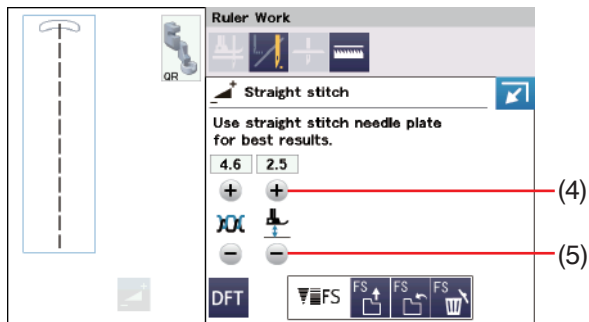 Ruler Work
QR
Straight stitch
Use straight stitch needle plate
for best results.
4.6 2.5
(4)
(5)
DFT FS FS FS FS